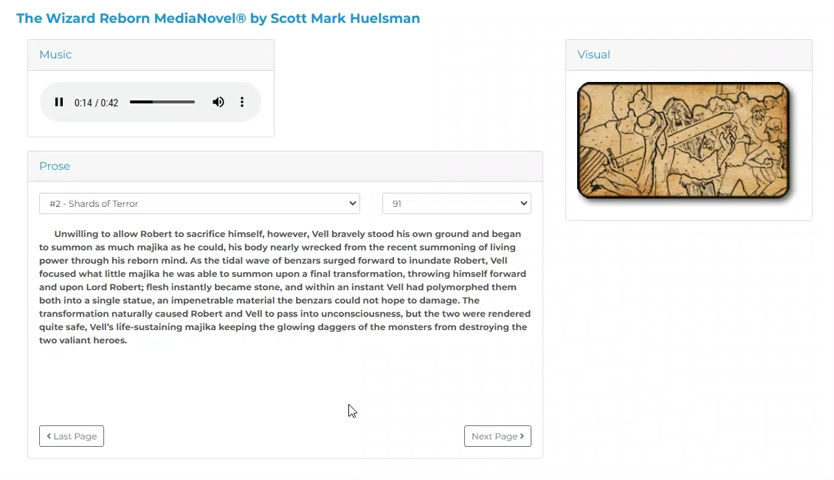 The Wizard Reborn MediaNovel® by Scott Mark Huelsman
Music
0:14 / 0:42
Visual
Prose
#2 - Shards of Terror
91
Unwilling to allow Robert to sacrifice himself, however, Vell bravely stood his own ground and began
to summon as much majika as he could, his body nearly wrecked from the recent summoning of living
power through his reborn mind. As the tidal wave of benzars surged forward to inundate Robert, Vell
focused what little majika he was able to summon upon a final transformation, throwing himself forward
and upon Lord Robert; flesh instantly became stone, and within an instant Vell had polymorphed them
both into a single statue, an impenetrable material the benzars could not hope to damage. The
transformation naturally caused Robert and Vell to pass into unconsciousness, but the two were rendered
quite safe, Vell's life-sustaining majika keeping the glowing daggers of the monsters from destroying the
two valiant heroes.
Last Page
Next Page